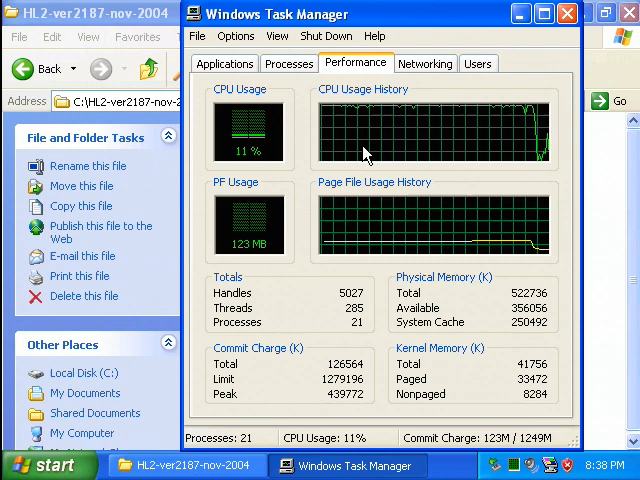 HL2-ver2187-nov-2004
File Edit View Favorites
Back
Address C:\HL2-ver2187-nov-2
Go
File and Folder Tasks
Rename this file
Move this file
Copy this file
Publish this file to the
Web
E-mail this file
Print this file
Delete this file
Other Places
Local Disk (C:)
My Documents
Shared Documents
My Computer
Windows Task Manager
File Options View Shut Down Help
Applications Processes Performance Networking Users
CPU Usage CPU Usage History
11 %
PF Usage Page File Usage History
123 MB
Totals
Handles 5027
Threads 285
Processes 21
Physical Memory (K)
Total 522736
Available 356056
System Cache 250492
Commit Charge (K)
Total 126564
Limit 1279196
Peak 439772
Kernel Memory (K)
Total 41756
Paged 33472
Nonpaged 8284
Processes: 21 CPU Usage: 11% Commit Charge: 123M / 1249M
start HL2-ver2187-nov-2004 Windows Task Manager 8:38 PM